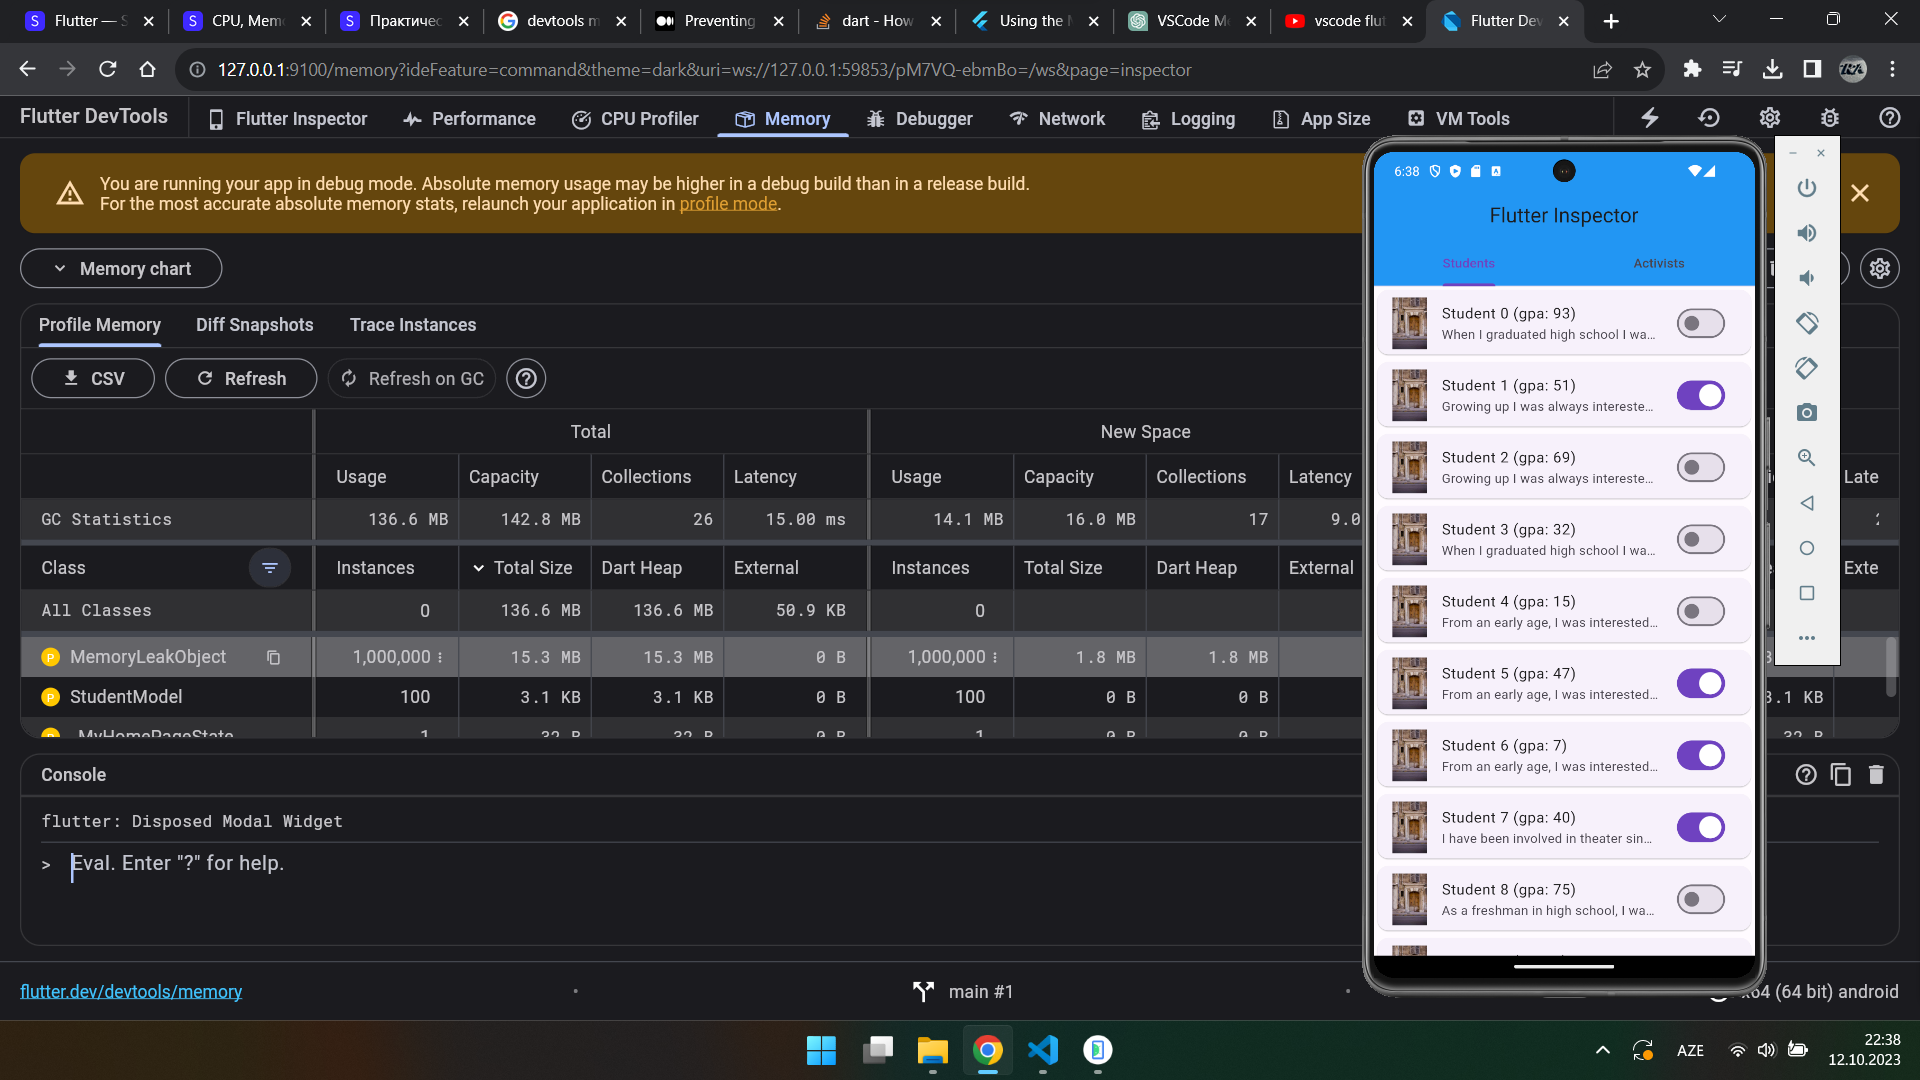 Flutter —
CPU, Mem
Практичес
devtools m
Preventing
dart - How
Using the M
VSCode Me
vscode flut
Flutter Dev
127.0.0.1:9100/memory?ideFeature=command&theme=dark&uri=ws://127.0.0.1:59853/pM7VQ-ebmBo=/ws&page=inspector
Flutter DevTools
Flutter Inspector
Performance
CPU Profiler
Memory
Debugger
Network
Logging
App Size
VM Tools
You are running your app in debug mode. Absolute memory usage may be higher in a debug build than in a release build.
For the most accurate absolute memory stats, relaunch your application in profile mode.
Memory chart
Profile Memory Diff Snapshots Trace Instances
CSV Refresh Refresh on GC
Total New Space
Usage Capacity Collections Latency Usage Capacity Collections Latency Late
GC Statistics 136.6 MB 142.8 MB 26 15.00 ms 14.1 MB 16.0 MB 17 9.0
Class Instances Total Size Dart Heap External Instances Total Size Dart Heap External Exte
All Classes 0 136.6 MB 136.6 MB 50.9 KB 0
P MemoryLeakObject 1,000,000 15.3 MB 15.3 MB 0 B 1,000,000 1.8 MB 1.8 MB
P StudentModel 100 3.1 KB 3.1 KB 0 B 100 0 B 0 B 3.1 KB
_MyHomePageState 1 32 B 32 B 0 B 1 0 B 0 B 32 B
Console
flutter: Disposed Modal Widget
> Eval. Enter "?" for help.
flutter.dev/devtools/memory
main #1
x64 (64 bit) android
6:38
Flutter Inspector
Students Activists
Student 0 (gpa: 93)
When I graduated high school I wa...
Student 1 (gpa: 51)
Growing up I was always intereste...
Student 2 (gpa: 69)
Growing up I was always intereste...
Student 3 (gpa: 32)
When I graduated high school I wa...
Student 4 (gpa: 15)
From an early age, I was interested...
Student 5 (gpa: 47)
From an early age, I was interested...
Student 6 (gpa: 7)
From an early age, I was interested...
Student 7 (gpa: 40)
I have been involved in theater sin...
Student 8 (gpa: 75)
As a freshman in high school, I wa...
AZE
22:38
12.10.2023